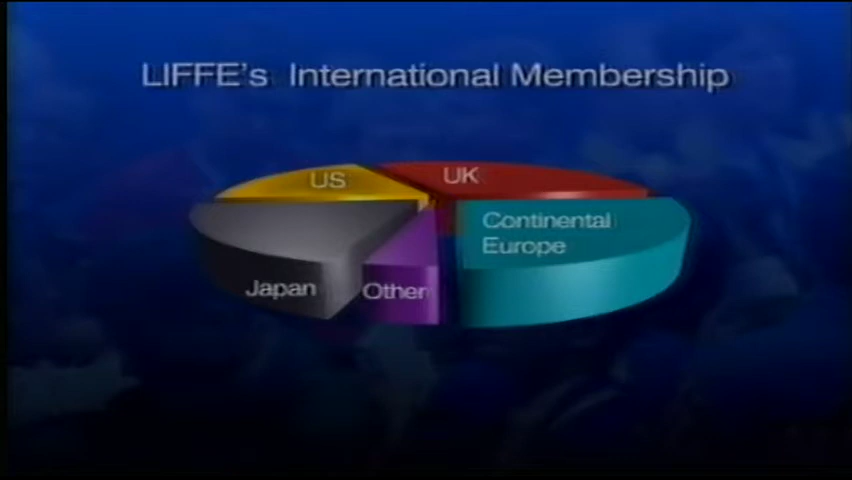 LIFFE's International Membership
US
UK
Continental
Europe
Japan
Other